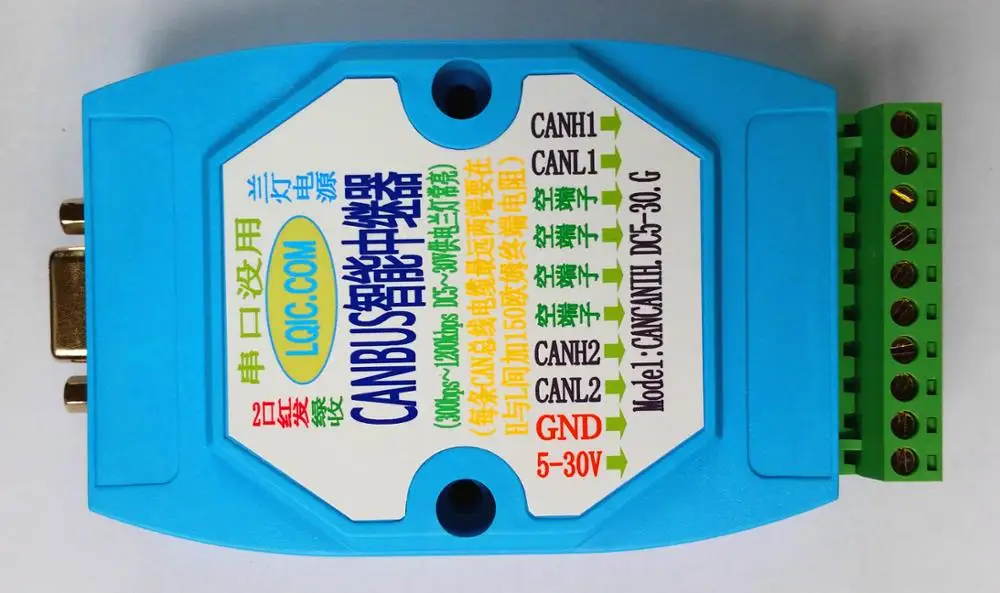 兰灯电源
串口没用
LQIC.COM
2口红发绿收
CANBUS智能中继器
(300bps~1200kbps DC5~30V供电兰灯常亮)
(每条CAN总线电缆最远两端要在
H与L间加150欧姆终端电阻)
CANH1
CANL1
空端子
空端子
空端子
空端子
CANH2
CANL2
GND
5-30V
Model:CANCANITH.DC5-30.G